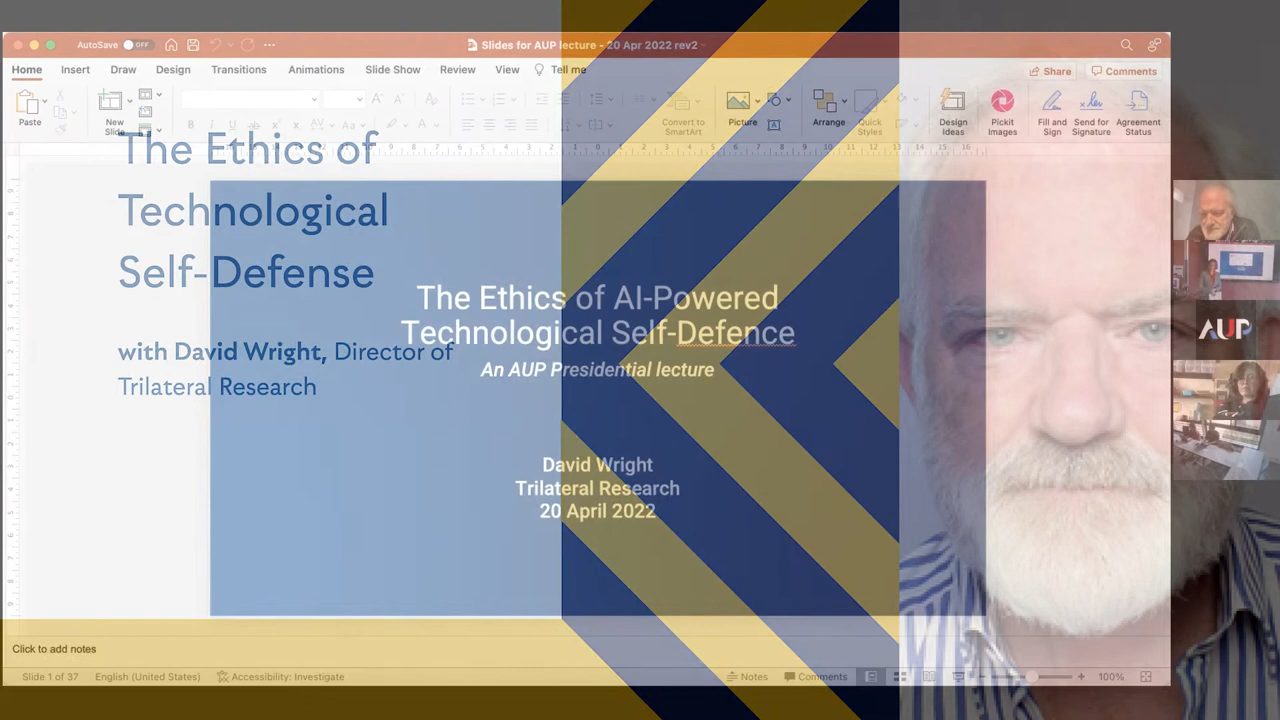 AutoSave OFF
Slides for AUP lecture - 20 Apr 2022 rev2
Home Insert Draw Design Transitions Animations Slide Show Review View Tell me
Share Comments
Paste
New
Slide
Convert to
SmartArt
Picture
Arrange
Quick
Styles
Design
Ideas
Pickit
Images
Fill and
Sign
Send for
Signature
Agreement
Status
The Ethics of
Technological
Self-Defense
with David Wright, Director of
Trilateral Research
The Ethics of AI-Powered
Technological Self-Defence
An AUP Presidential lecture
David Wright
Trilateral Research
20 April 2022
AUP
Click to add notes
Slide 1 of 37 English (United States) Accessibility: Investigate Notes Comments 100%